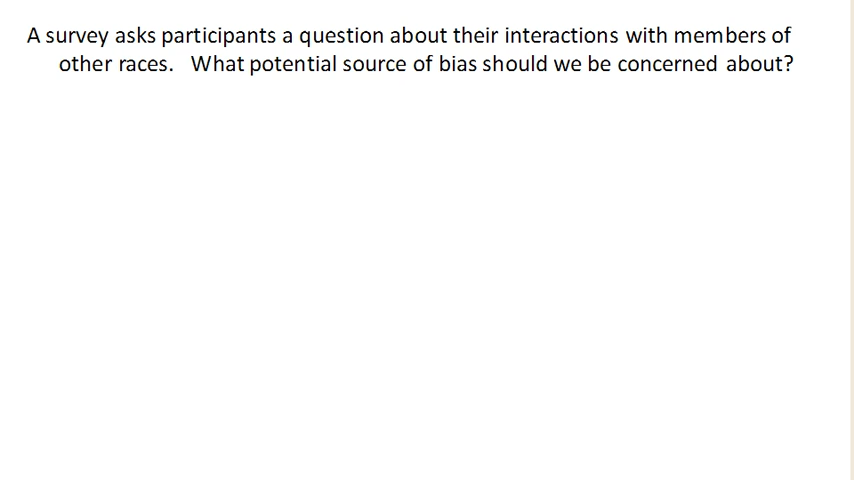 A survey asks participants a question about their interactions with members of
other races. What potential source of bias should we be concerned about?